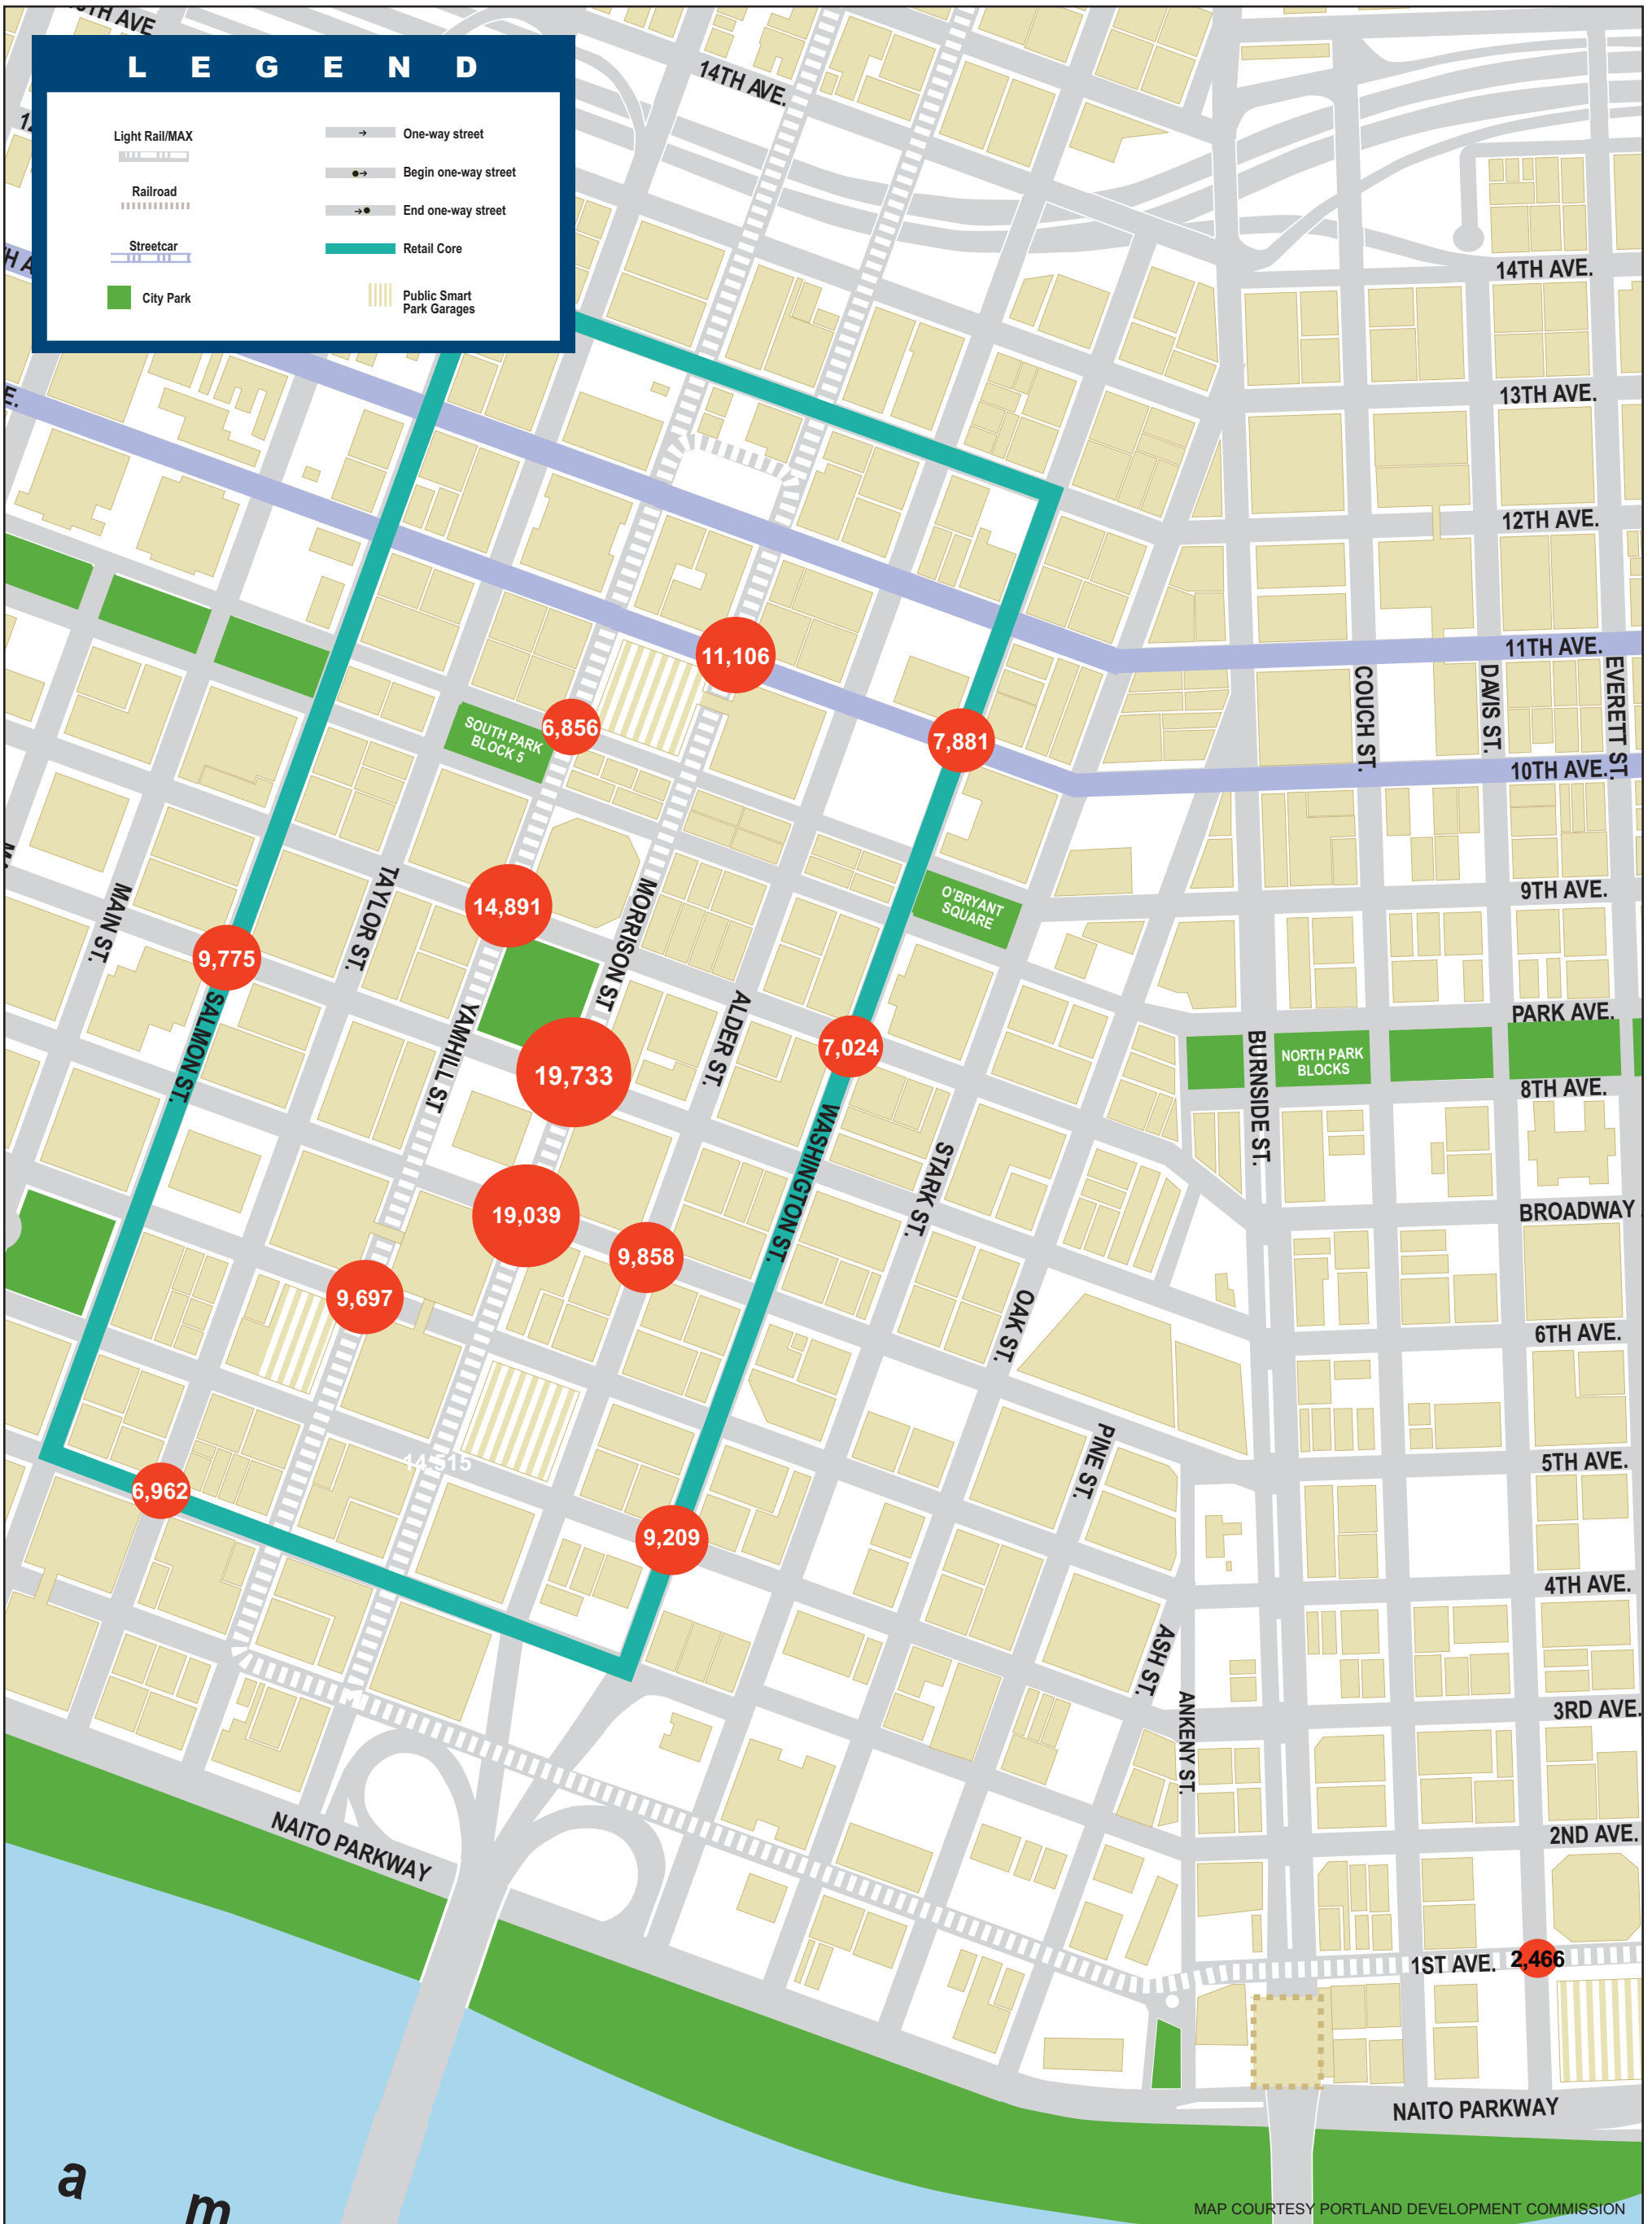 14TH AVE.
L E G E N D
Light Rail/MAX
Railroad
Streetcar
City Park
One-way street
Begin one-way street
End one-way street
Retail Core
Public Smart
Park Garages
14TH AVE.
13TH AVE.
12TH AVE.
11TH AVE.
10TH AVE.
9TH AVE.
PARK AVE.
8TH AVE.
BROADWAY
6TH AVE.
5TH AVE.
4TH AVE.
3RD AVE.
2ND AVE.
1ST AVE.
COUCH ST.
DAVIS ST.
EVERETT ST.
11,106
6,856
SOUTH PARK
BLOCK 5
7,881
14,891
O'BRYANT
SQUARE
9,775
7,024
19,733
NORTH PARK
BLOCKS
19,039
9,858
9,697
14,515
6,962
9,209
2,466
MAIN ST.
SALMON ST.
TAYLOR ST.
YAMHILL ST.
MORRISON ST.
ALDER ST.
WASHINGTON ST.
STARK ST.
OAK ST.
PINE ST.
ASH ST.
ANKENY ST.
BURNSIDE ST.
NAITO PARKWAY
NAITO PARKWAY
a
m
MAP COURTESY PORTLAND DEVELOPMENT COMMISSION